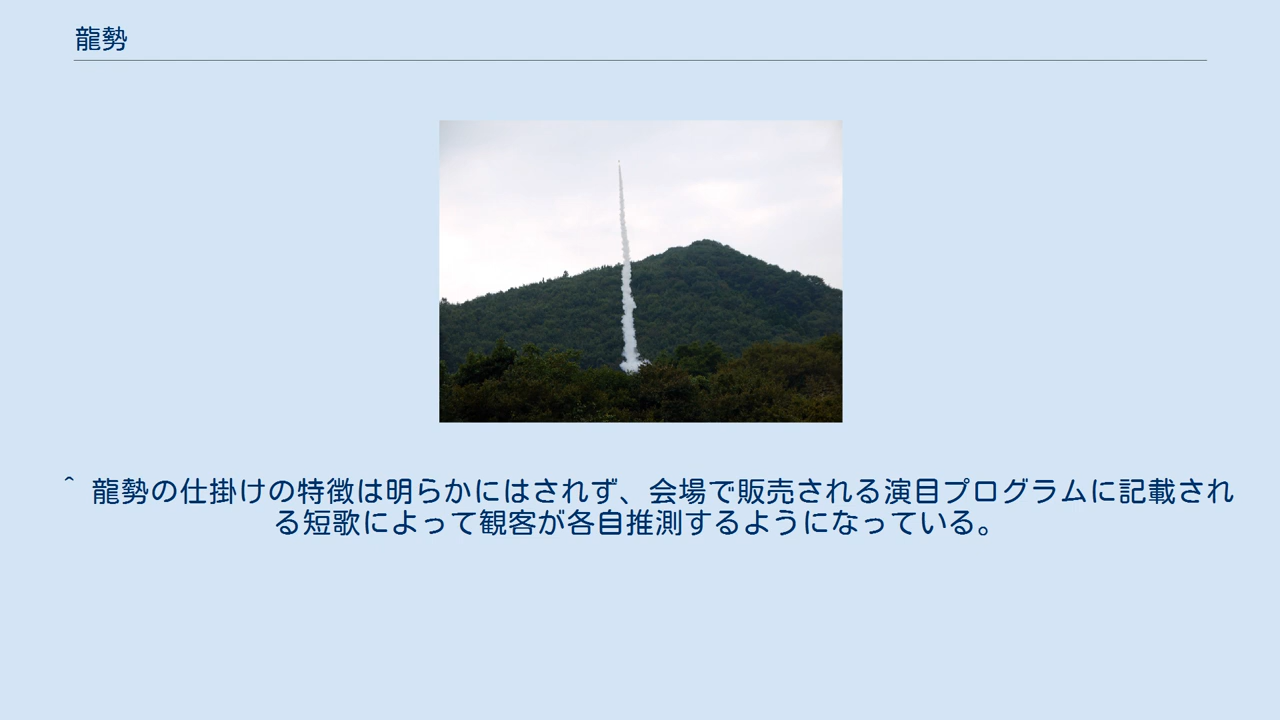 龍勢
^ 龍勢の仕掛けの特徴は明らかにはされず、会場で販売される演目プログラムに記載され
る短歌によって観客が各自推測するようになっている。